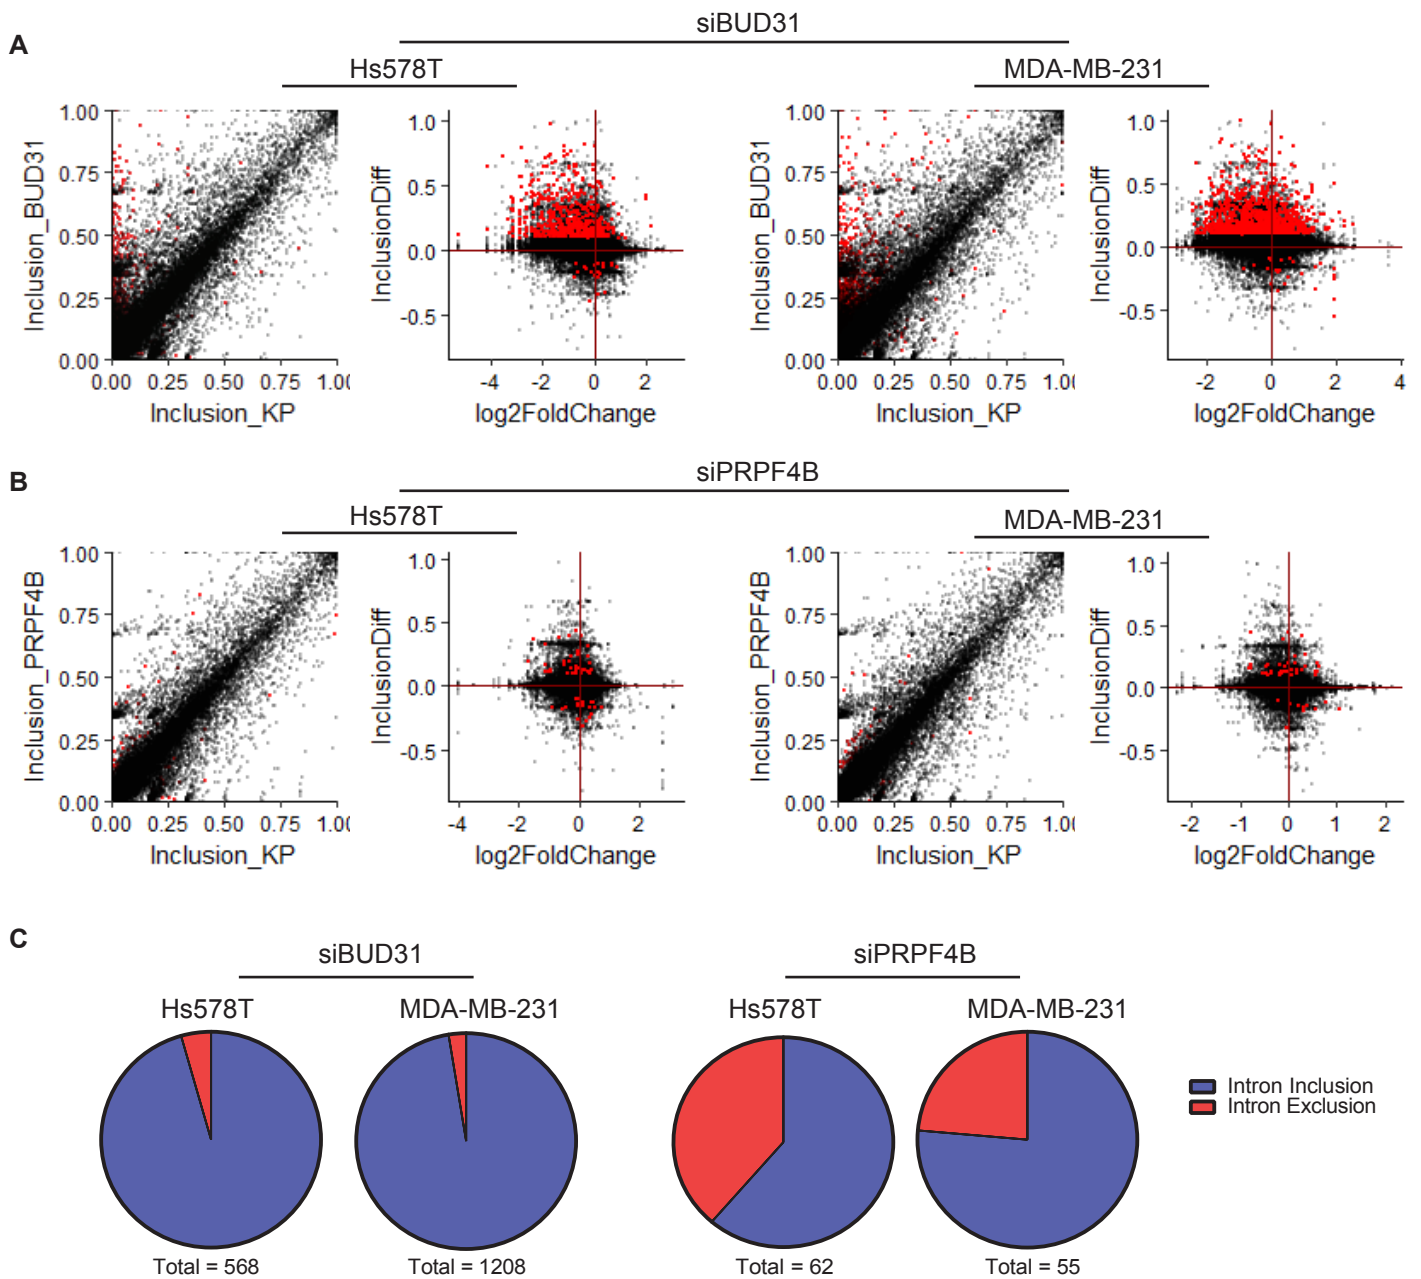 A
siBUD31
Hs578T
MDA-MB-231
Inclusion_BUD31
1.00
0.75
0.50
0.25
0.00
0.00 0.25 0.50 0.75 1.00
Inclusion_KP
InclusionDiff
1.0
0.5
0.0
-0.5
-4 -2 0 2
log2FoldChange
Inclusion_BUD31
1.00
0.75
0.50
0.25
0.00
0.00 0.25 0.50 0.75 1.00
Inclusion_KP
InclusionDiff
1.0
0.5
0.0
-0.5
-2 0 2 4
log2FoldChange
B
siPRPF4B
Hs578T
MDA-MB-231
Inclusion_PRPF4B
1.00
0.75
0.50
0.25
0.00
0.00 0.25 0.50 0.75 1.00
Inclusion_KP
InclusionDiff
1.0
0.5
0.0
-0.5
-4 -2 0 2
log2FoldChange
Inclusion_PRPF4B
1.00
0.75
0.50
0.25
0.00
0.00 0.25 0.50 0.75 1.00
Inclusion_KP
InclusionDiff
1.0
0.5
0.0
-0.5
-2 -1 0 1 2
log2FoldChange
C
siBUD31
siPRPF4B
Hs578T
MDA-MB-231
Hs578T
MDA-MB-231
Intron Inclusion
Intron Exclusion
Total = 568
Total = 1208
Total = 62
Total = 55